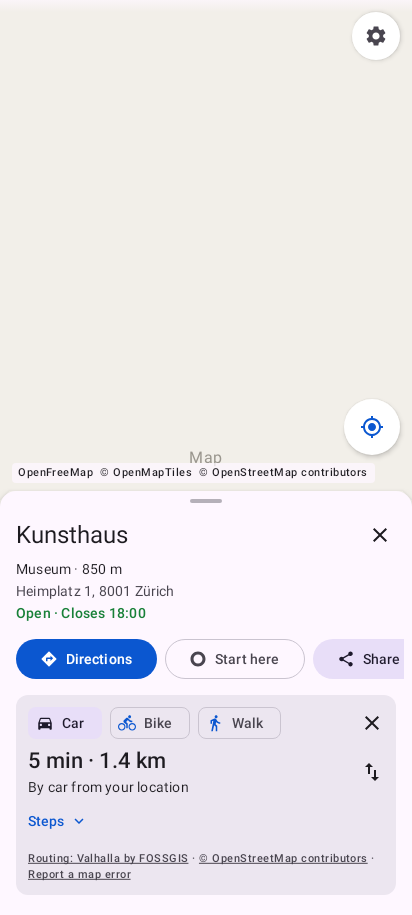 Map
OpenFreeMap © OpenMapTiles © OpenStreetMap contributors
Kunsthaus
Museum · 850 m
Heimplatz 1, 8001 Zürich
Open · Closes 18:00
Directions Start here Share
Car Bike Walk
5 min · 1.4 km
By car from your location
Steps
Routing: Valhalla by FOSSGIS · © OpenStreetMap contributors ·
Report a map error